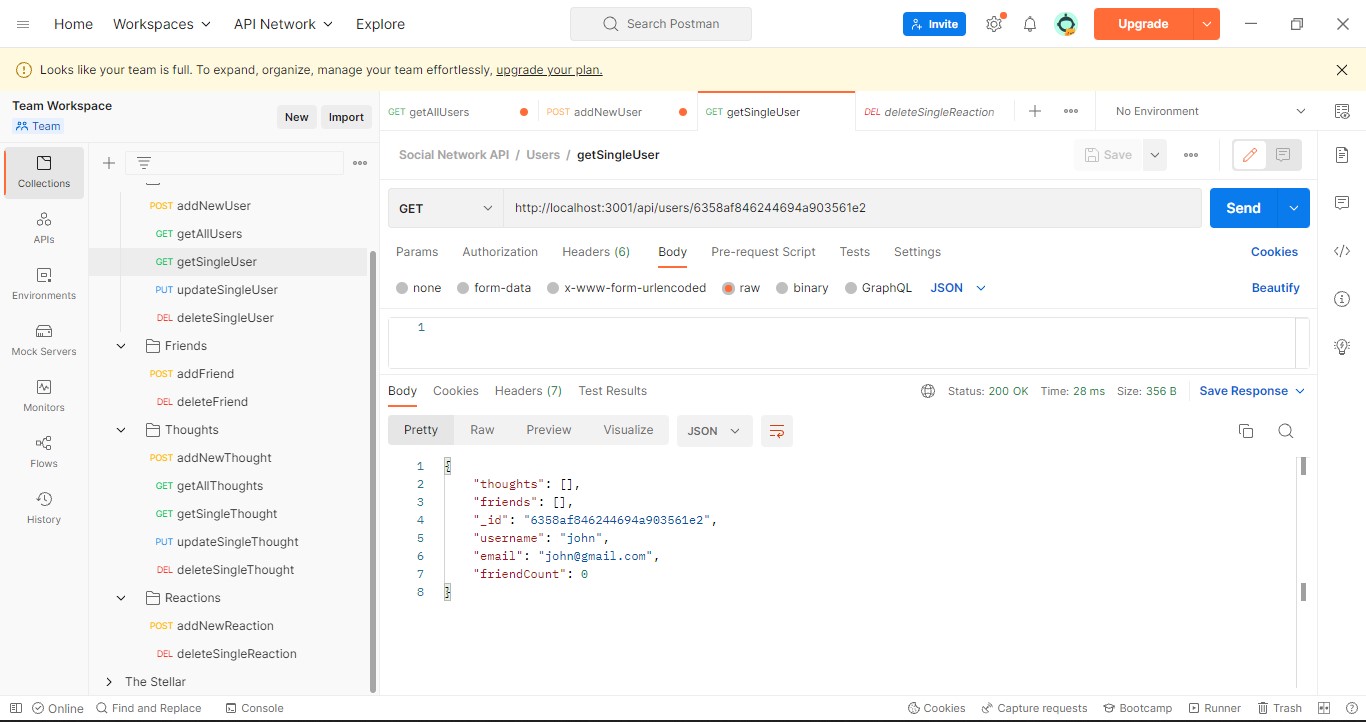 Home Workspaces API Network Explore Search Postman Invite Upgrade
Looks like your team is full. To expand, organize, manage your team effortlessly, upgrade your plan.
Team Workspace
Team
New Import
Collections
APIs
Environments
Mock Servers
Monitors
Flows
History
POST addNewUser
GET getAllUsers
GET getSingleUser
PUT updateSingleUser
DEL deleteSingleUser
Friends
POST addFriend
DEL deleteFriend
Thoughts
POST addNewThought
GET getAllThoughts
GET getSingleThought
PUT updateSingleThought
DEL deleteSingleThought
Reactions
POST addNewReaction
DEL deleteSingleReaction
The Stellar
GET getAllUsers POST addNewUser GET getSingleUser DEL deleteSingleReaction No Environment
Social Network API / Users / getSingleUser Save
GET http://localhost:3001/api/users/6358af846244694a903561e2 Send
Params Authorization Headers (6) Body Pre-request Script Tests Settings Cookies
none form-data x-www-form-urlencoded raw binary GraphQL JSON Beautify
1
Body Cookies Headers (7) Test Results Status: 200 OK Time: 28 ms Size: 356 B Save Response
Pretty Raw Preview Visualize JSON
1 {
2 "thoughts": [],
3 "friends": [],
4 "_id": "6358af846244694a903561e2",
5 "username": "john",
6 "email": "john@gmail.com",
7 "friendCount": 0
8 }
Online Find and Replace Console Cookies Capture requests Bootcamp Runner Trash